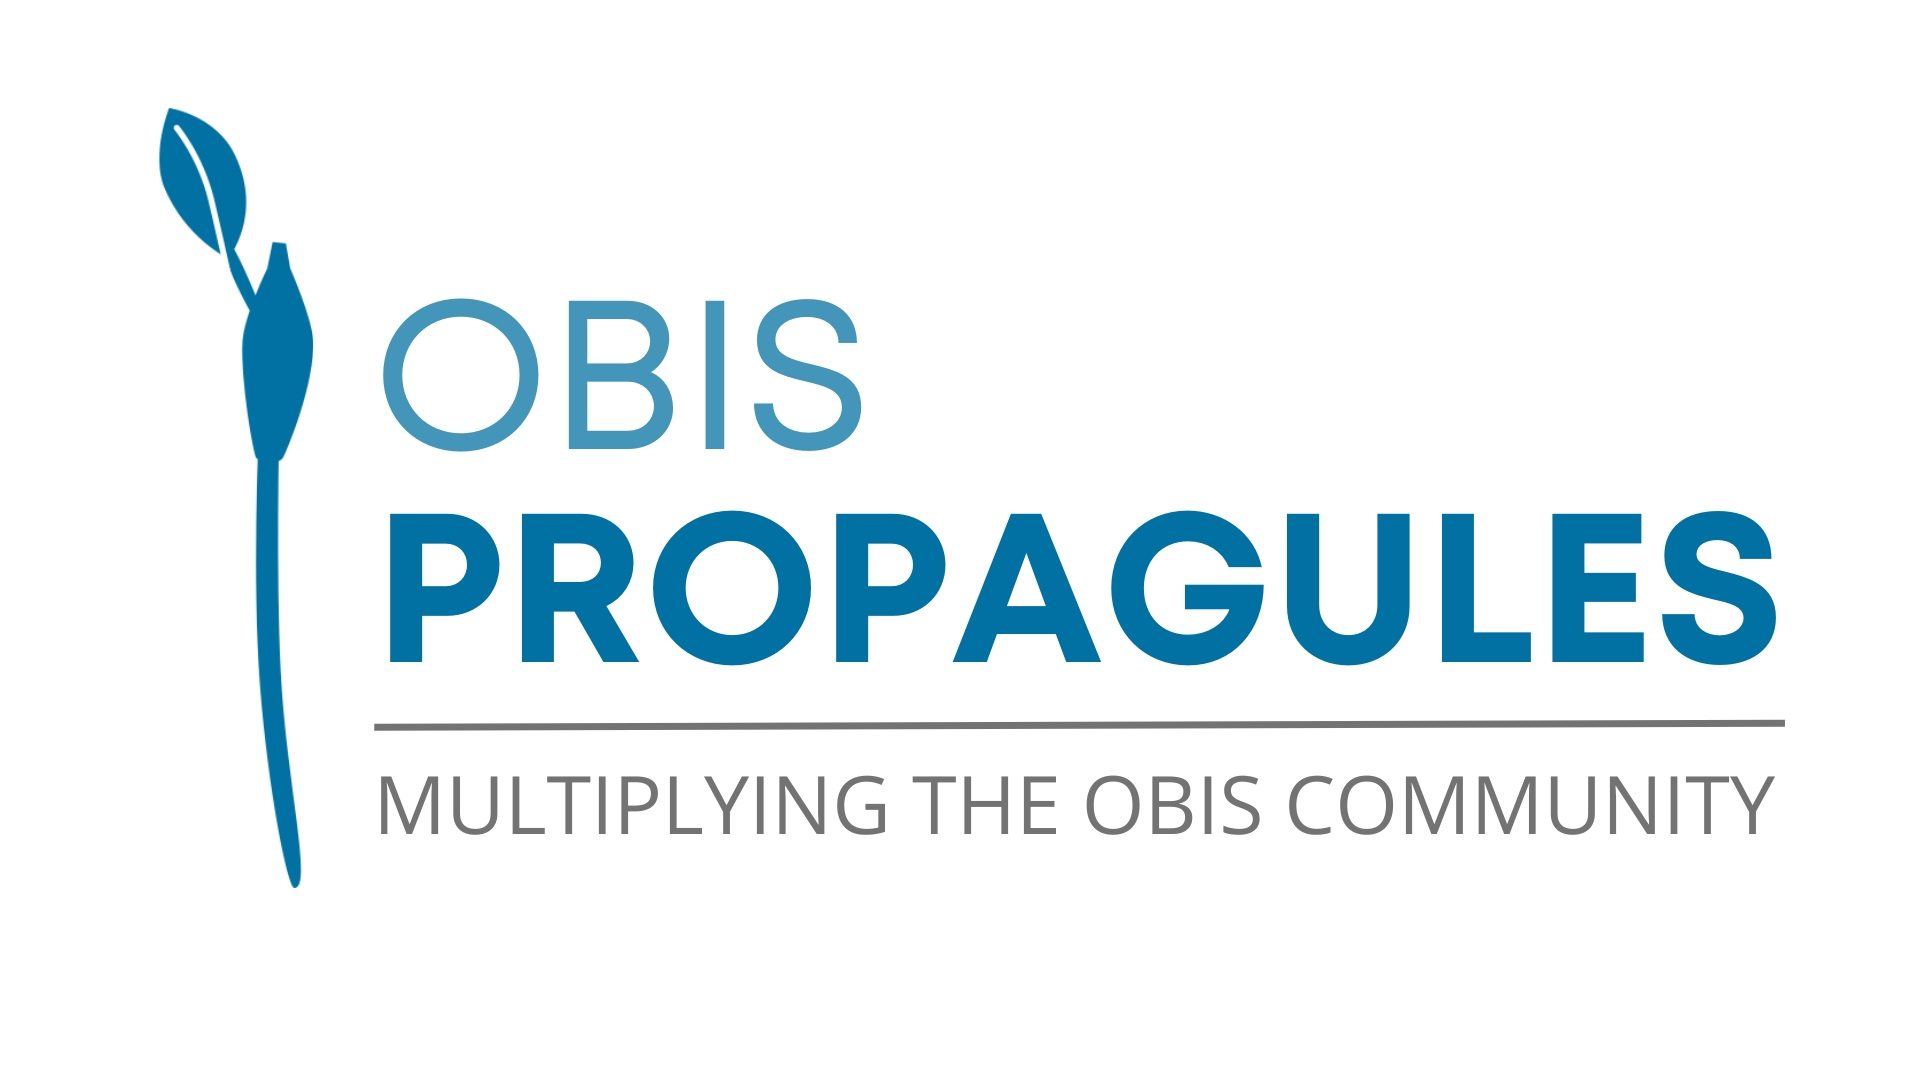 OBIS
PROPAGULES
MULTIPLYING THE OBIS COMMUNITY